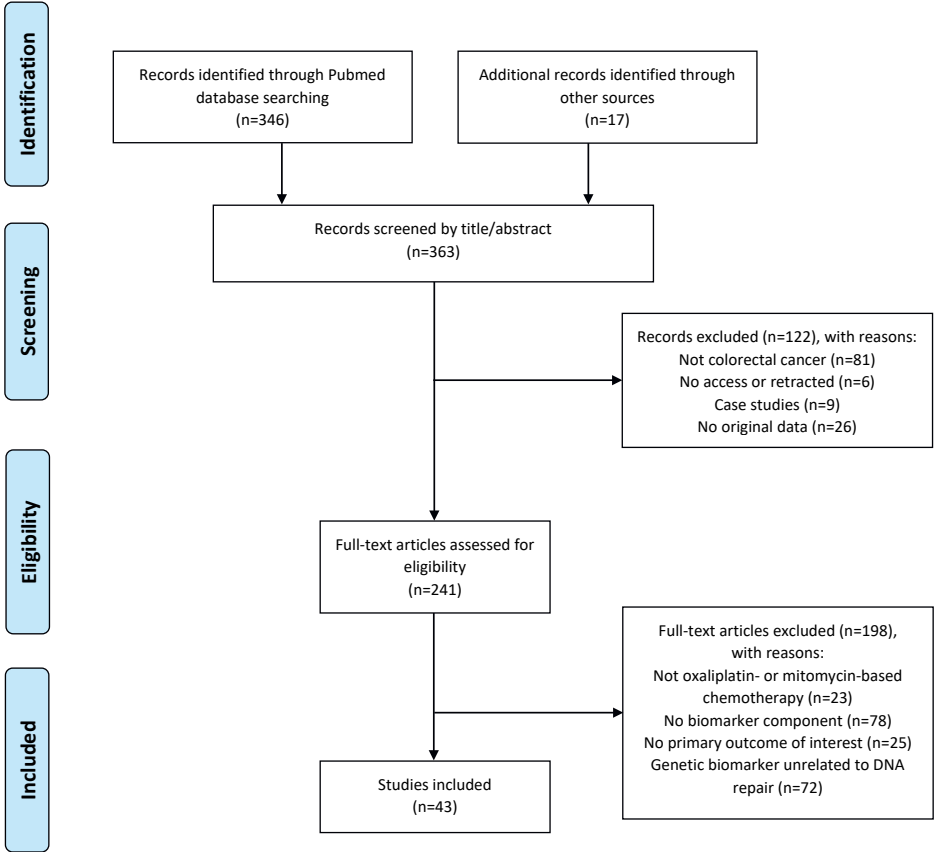 Identification
Records identified through Pubmed
database searching
(n=346)
Additional records identified through
other sources
(n=17)
Screening
Records screened by title/abstract
(n=363)
Records excluded (n=122), with reasons:
Not colorectal cancer (n=81)
No access or retracted (n=6)
Case studies (n=9)
No original data (n=26)
Eligibility
Full-text articles assessed for
eligibility
(n=241)
Full-text articles excluded (n=198),
with reasons:
Not oxaliplatin- or mitomycin-based
chemotherapy (n=23)
No biomarker component (n=78)
No primary outcome of interest (n=25)
Genetic biomarker unrelated to DNA
repair (n=72)
Included
Studies included
(n=43)